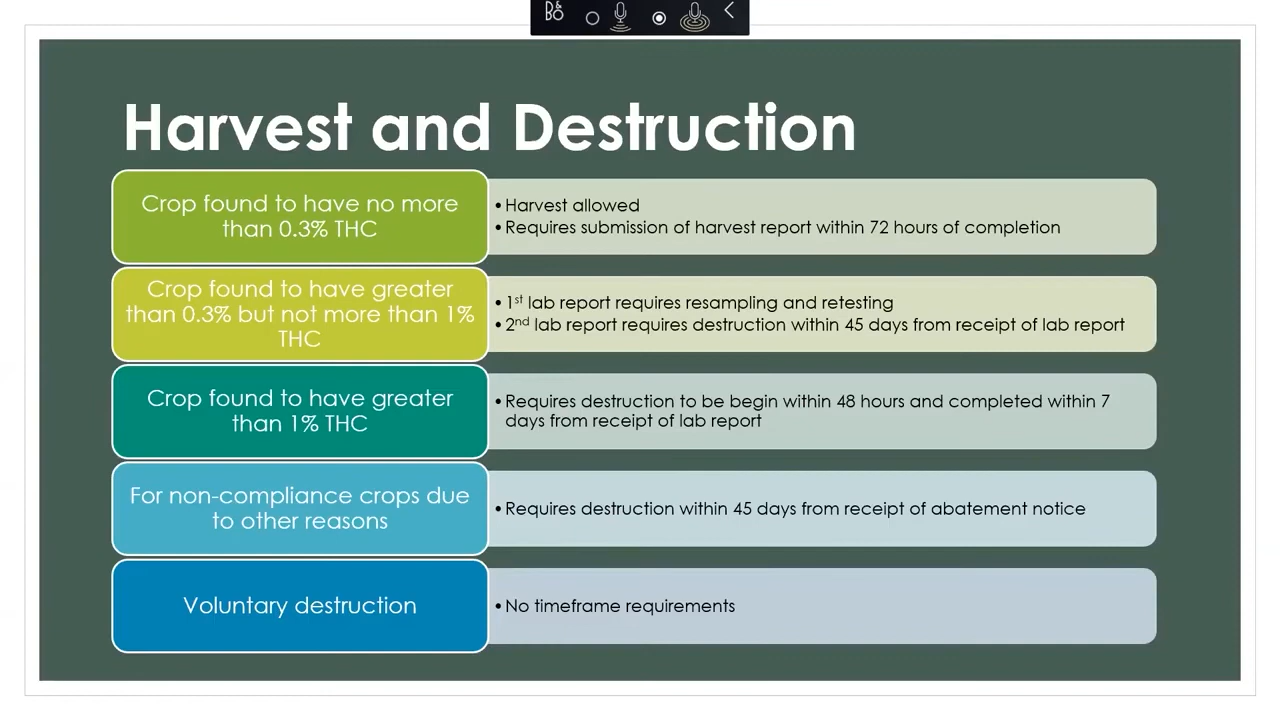 B&O
Harvest and Destruction
Crop found to have no more
than 0.3% THC
• Harvest allowed
• Requires submission of harvest report within 72 hours of completion
Crop found to have greater
than 0.3% but not more than 1%
THC
• 1st lab report requires resampling and retesting
• 2nd lab report requires destruction within 45 days from receipt of lab report
Crop found to have greater
than 1% THC
• Requires destruction to be begin within 48 hours and completed within 7
days from receipt of lab report
For non-compliance crops due
to other reasons
• Requires destruction within 45 days from receipt of abatement notice
Voluntary destruction
• No timeframe requirements